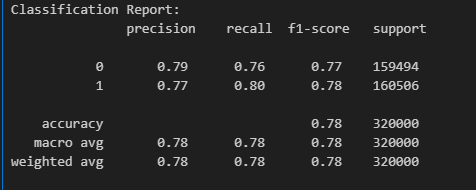 Classification Report:
precision recall f1-score support
0 0.79 0.76 0.77 159494
1 0.77 0.80 0.78 160506
accuracy 0.78 320000
macro avg 0.78 0.78 0.78 320000
weighted avg 0.78 0.78 0.78 320000